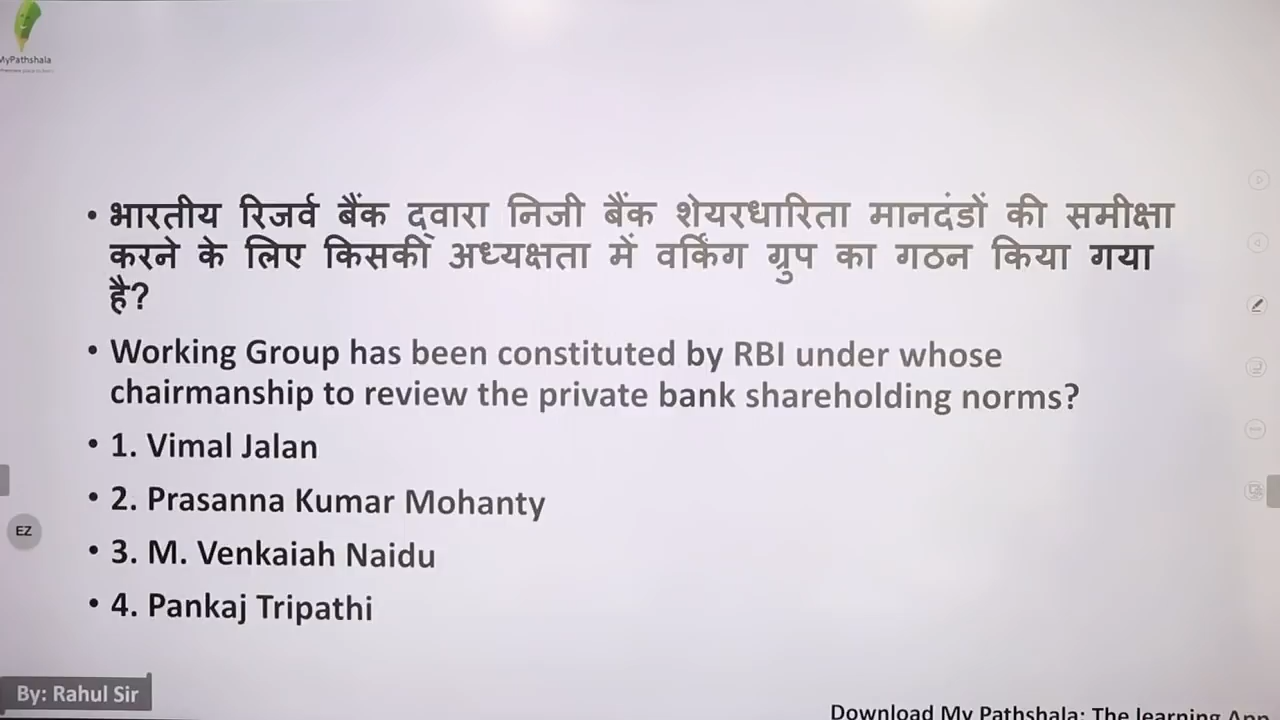 MyPathshala
• भारतीय रिजर्व बैंक द्वारा निजी बैंक शेयरधारिता मानदंडों की समीक्षा
करने के लिए किसकी अध्यक्षता में वर्किंग ग्रुप का गठन किया गया
है?
• Working Group has been constituted by RBI under whose
chairmanship to review the private bank shareholding norms?
• 1. Vimal Jalan
• 2. Prasanna Kumar Mohanty
EZ
• 3. M. Venkaiah Naidu
• 4. Pankaj Tripathi
By: Rahul Sir
Download My Pathshala: The learning App